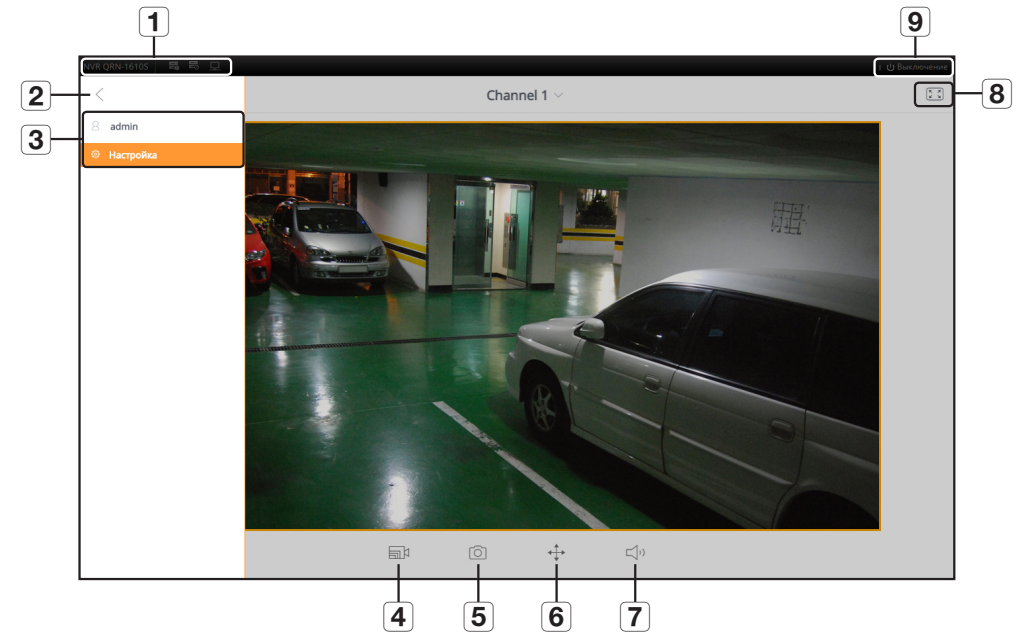 1
9
NVR QRN-1610S
Выключение
2
Channel 1
8
3
admin
Настройка
4
5
6
7